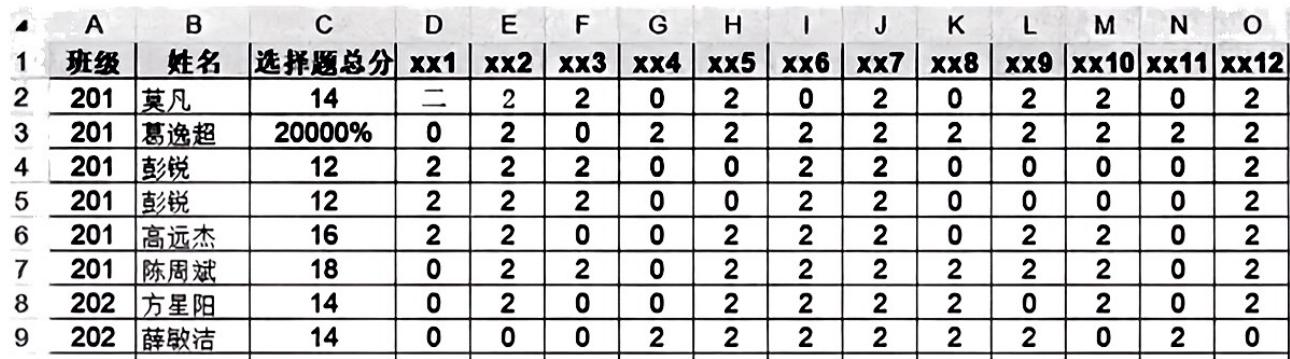 A B C D E F G H I J K L M N O
1 班级 姓名 选择题总分 xx1 xx2 xx3 xx4 xx5 xx6 xx7 xx8 xx9 xx10 xx11 xx12
2 201 莫凡 14 二 2 2 0 2 0 2 0 2 2 0 2
3 201 葛逸超 20000% 0 2 0 2 2 2 2 2 2 2 2 2
4 201 彭锐 12 2 2 2 0 0 2 2 0 0 0 0 2
5 201 彭锐 12 2 2 2 0 0 2 2 0 0 0 0 2
6 201 高远杰 16 2 2 0 0 2 2 2 0 2 2 0 2
7 201 陈周斌 18 0 2 2 0 2 2 2 2 2 2 0 2
8 202 方星阳 14 0 2 0 0 2 2 2 2 0 2 0 2
9 202 薛敏洁 14 0 0 0 2 2 2 2 2 2 0 2 0